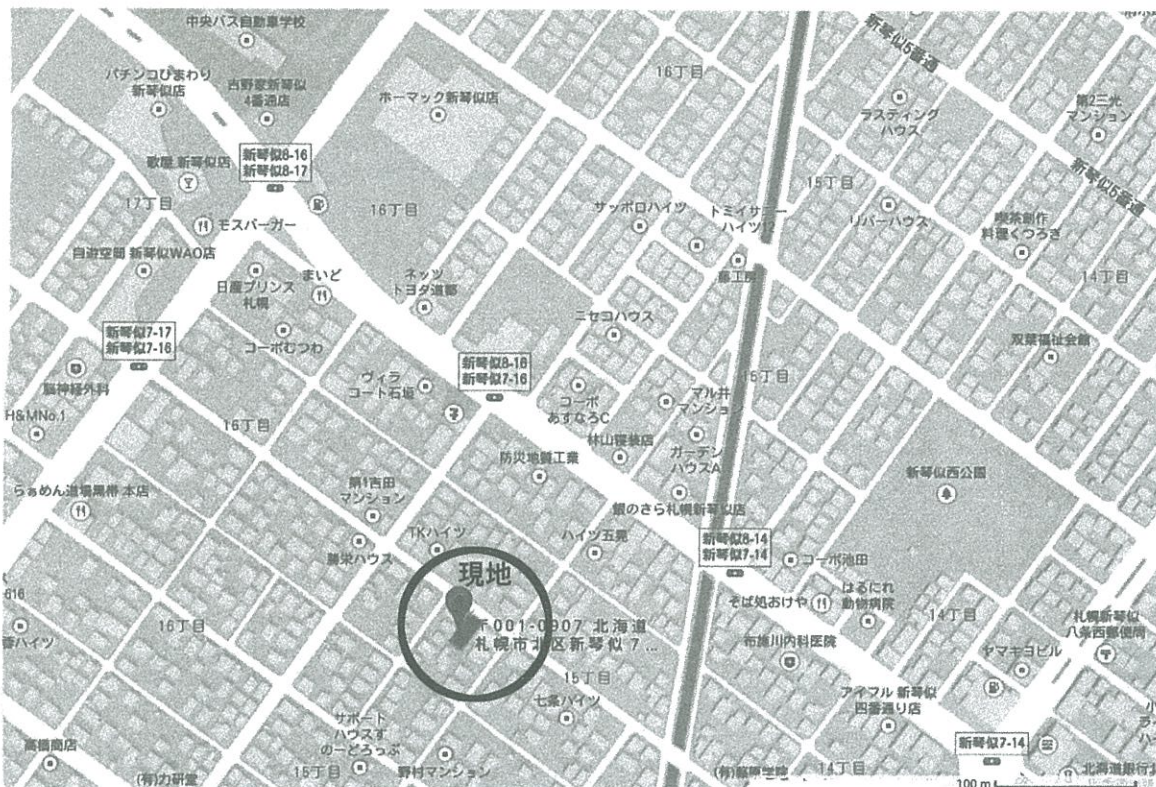 中央バス自動車学校
パチンコひまわり
新琴似店
吉野家新琴似
4番通店
ホーマック新琴似店
16丁目
新琴似5番通
ラスティング
ハウス
第2三光
マンション
新琴似8-16
新琴似8-17
歌屋 新琴似店
17丁目
モスバーガー
16丁目
サッポロハイツ
トミイサニー
ハイツ12
15丁目
リバーハウス
新琴似5番通
喫茶創作
料理くつろぎ
14丁目
自遊空間 新琴似WAO店
日産プリンス
札幌
まいど
ネッツ
トヨタ道都
藤工房
ニセコハウス
コーポむつわ
双葉福祉会館
新琴似7-17
新琴似7-16
脳神経外科
H&MNo.1
ヴィラ
コート石垣
新琴似8-16
新琴似7-16
コーポ
あすなろC
マル井
マンション
15丁目
16丁目
林山寝装店
ガーデン
ハウスA
防災地質工業
新琴似西公園
らぁめん道場黒帯 本店
第1吉田
マンション
銀のさら札幌新琴似店
TKハイツ
ハイツ五晃
勝栄ハウス
新琴似8-14
新琴似7-14
コーポ池田
現地
そば処おけや
はるにれ
動物病院
14丁目
札幌新琴似
八条西郵便局
616
16丁目
〒001-0907 北海道
札幌市北区新琴似 7 ...
布施川内科医院
ヤマキヨビル
15丁目
七条ハイツ
アイフル 新琴似
四番通り店
サポート
ハウスす
のーどろっぷ
高橋商店
(有)力研堂
15丁目
野村マンション
14丁目
新琴似7-14
北海道銀行北
100 m